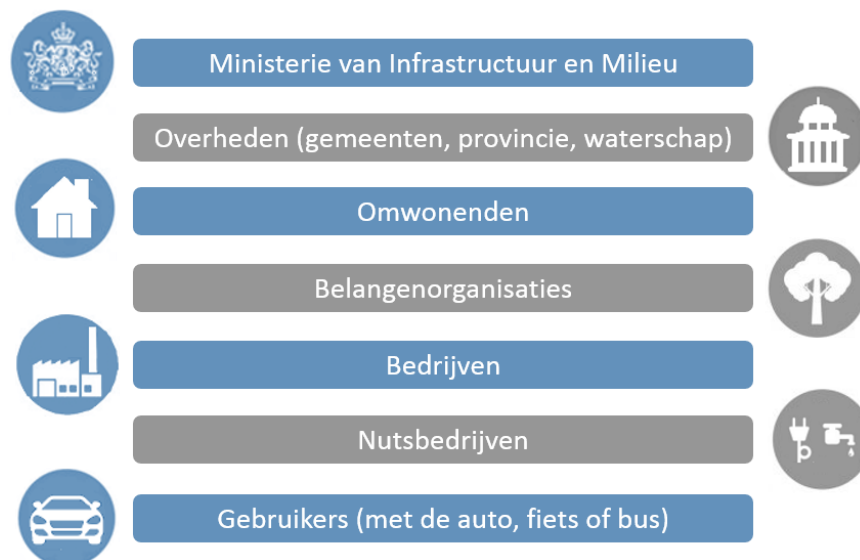 Ministerie van Infrastructuur en Milieu
Overheden (gemeenten, provincie, waterschap)
Omwonenden
Belangenorganisaties
Bedrijven
Nutsbedrijven
Gebruikers (met de auto, fiets of bus)